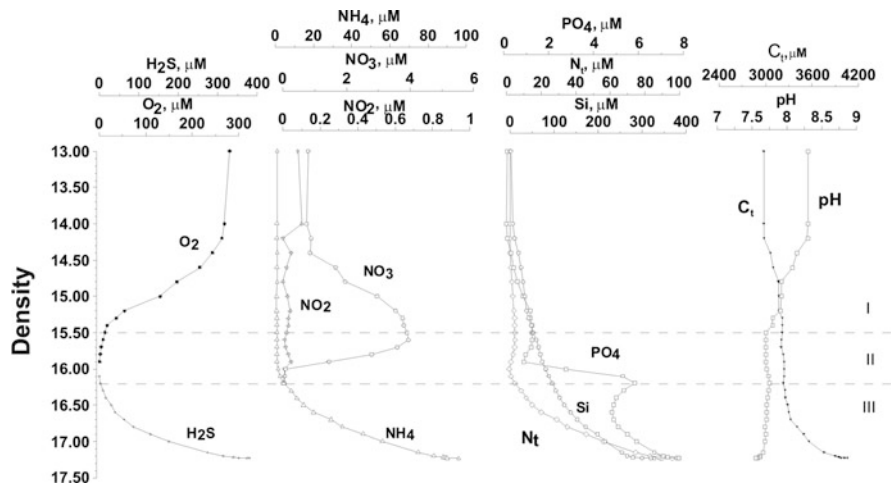 NH4, µM
0 20 40 60 80 100
PO4, µM
0 2 4 6 8
Ct, µM
2400 3000 3600 4200
H2S, µM
0 100 200 300 400
NO3, µM
0 2 4 6
Nt, µM
0 20 40 60 80 100
O2, µM
0 100 200 300
NO2, µM
0 0.2 0.4 0.6 0.8 1
Si, µM
0 100 200 300 400
pH
7 7.5 8 8.5 9
Density
13.00
13.50
14.00
14.50
15.00
15.50
16.00
16.50
17.00
17.50
O2
H2S
NO3
NO2
NH4
PO4
Si
Nt
Ct
pH
I
II
III